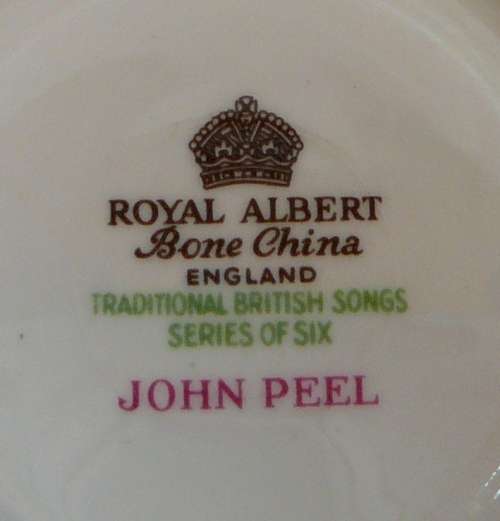 ROYAL ALBERT
Bone China
ENGLAND
TRADITIONAL BRITISH SONGS
SERIES OF SIX
JOHN PEEL